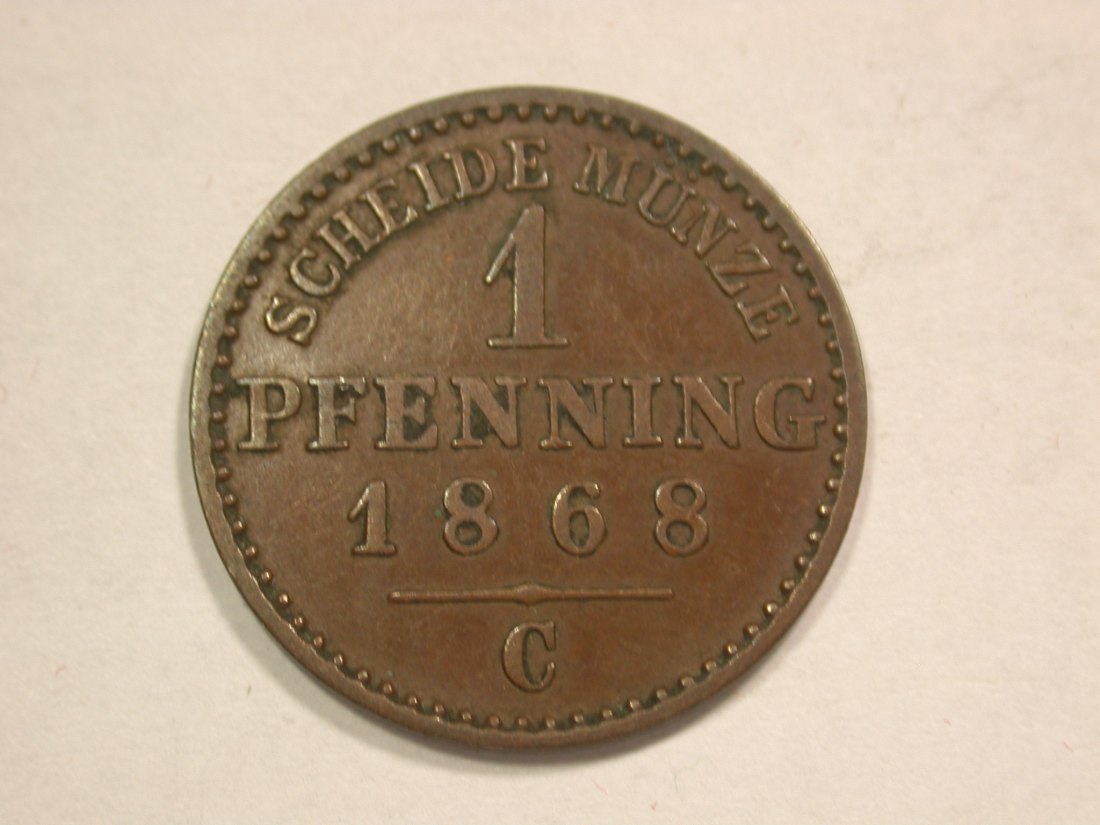 SCHEIDE MÜNZE
1
PFENNING
1868
C